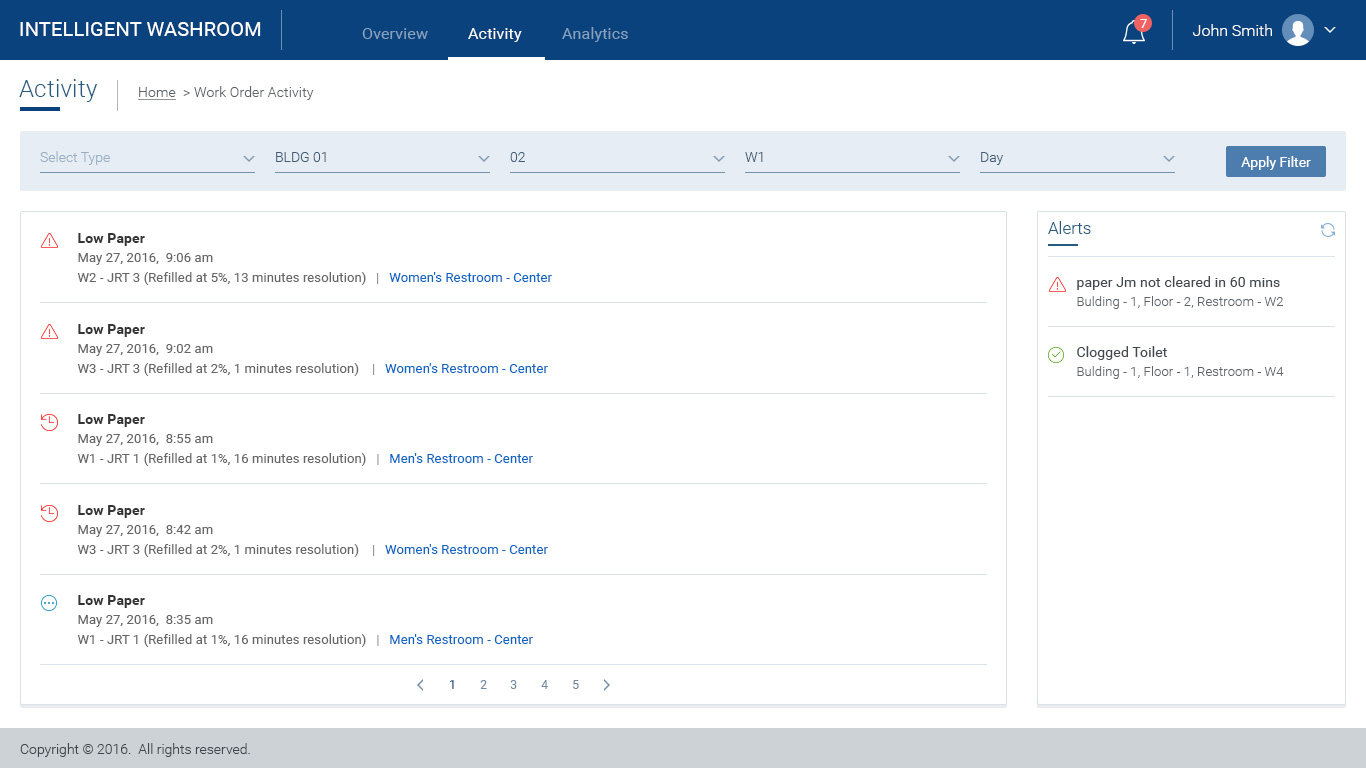 INTELLIGENT WASHROOM
Overview
Activity
Analytics
7
John Smith
Activity
Home > Work Order Activity
Select Type
BLDG 01
02
W1
Day
Apply Filter
Low Paper
May 27, 2016, 9:06 am
W2 - JRT 3 (Refilled at 5%, 13 minutes resolution) | Women's Restroom - Center
Low Paper
May 27, 2016, 9:02 am
W3 - JRT 3 (Refilled at 2%, 1 minutes resolution) | Women's Restroom - Center
Low Paper
May 27, 2016, 8:55 am
W1 - JRT 1 (Refilled at 1%, 16 minutes resolution) | Men's Restroom - Center
Low Paper
May 27, 2016, 8:42 am
W3 - JRT 3 (Refilled at 2%, 1 minutes resolution) | Women's Restroom - Center
Low Paper
May 27, 2016, 8:35 am
W1 - JRT 1 (Refilled at 1%, 16 minutes resolution) | Men's Restroom - Center
1 2 3 4 5
Alerts
paper Jm not cleared in 60 mins
Bulding - 1, Floor - 2, Restroom - W2
Clogged Toilet
Bulding - 1, Floor - 1, Restroom - W4
Copyright © 2016. All rights reserved.